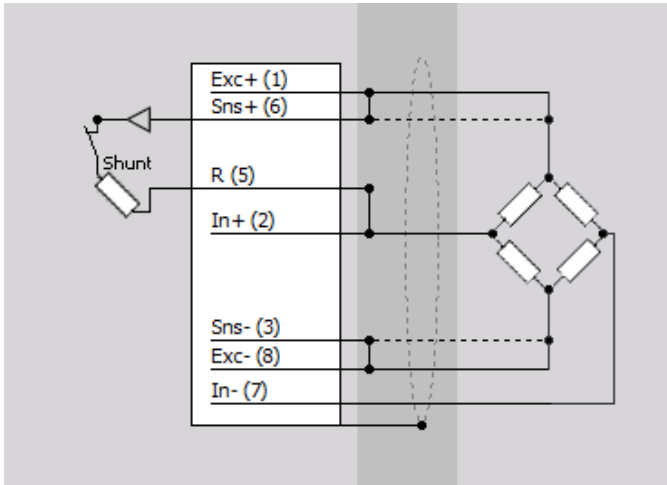 Exc+ (1)
Sns+ (6)
Shunt
R (5)
In+ (2)
Sns- (3)
Exc- (8)
In- (7)